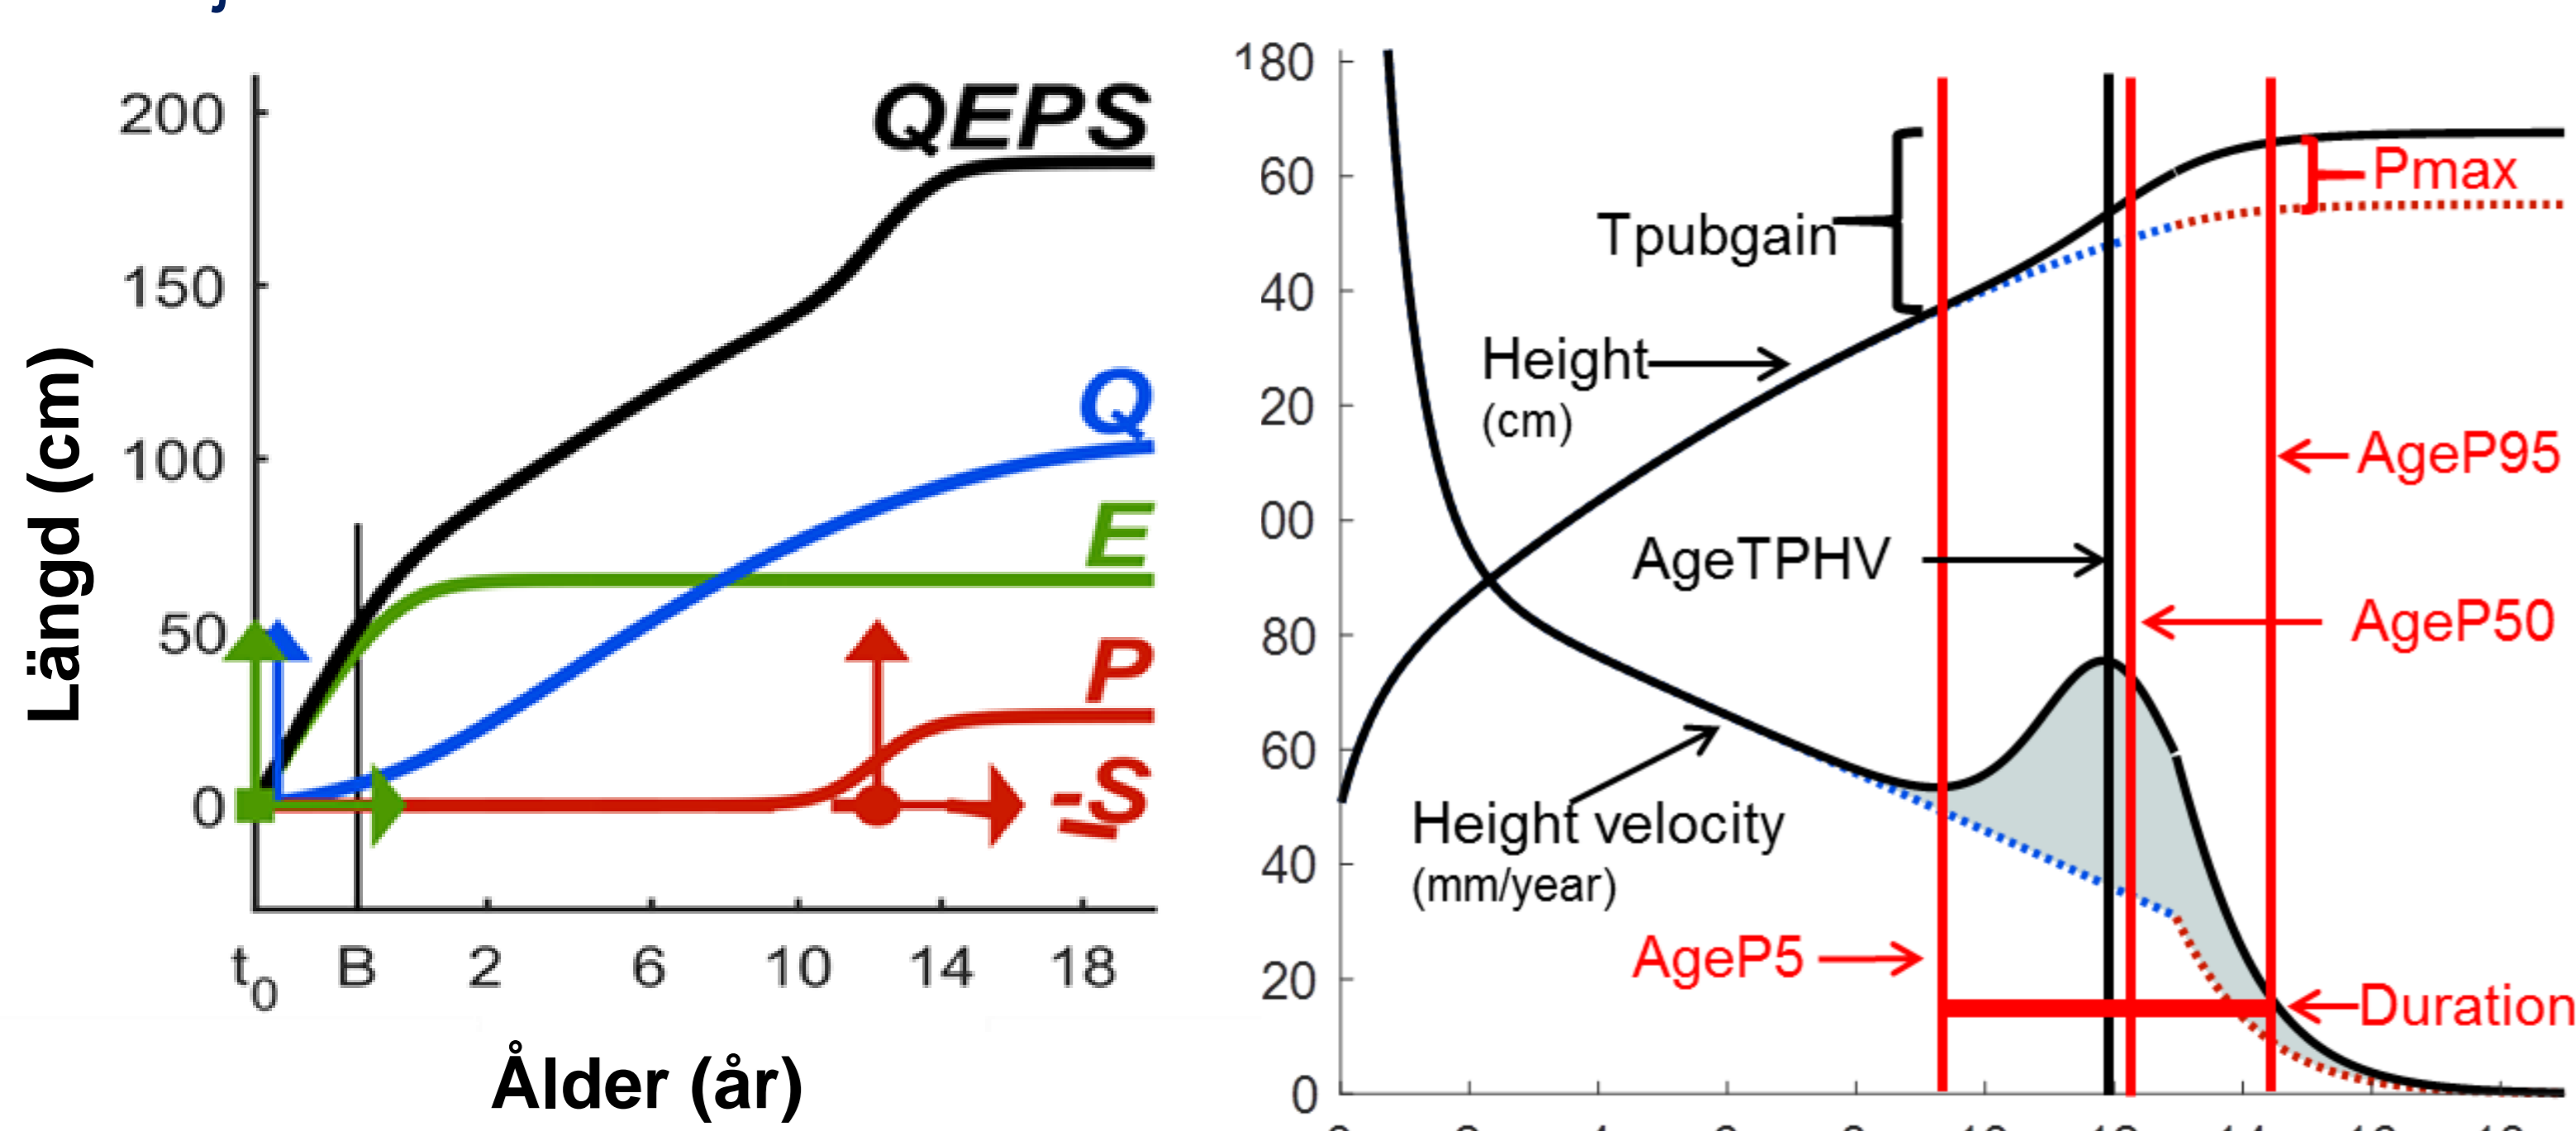 QEPS
200
150
100
50
0
Q
E
P
-S
Längd (cm)
t0 B 2 6 10 14 18
Ålder (år)
180
60
40
20
00
80
60
40
20
0
Tpubgain
Pmax
Height
(cm)
AgeP95
AgeTPHV
AgeP50
Height velocity
(mm/year)
AgeP5
Duration